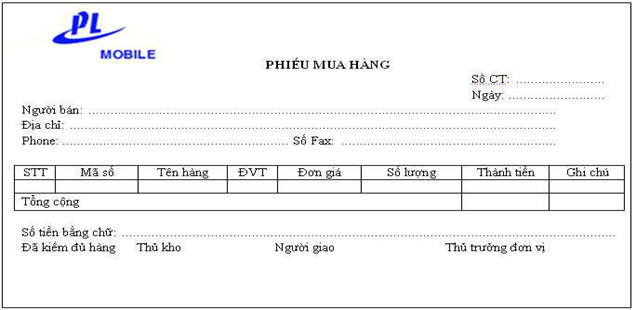 PL
MOBILE
PHIẾU MUA HÀNG
Số CT: ........................
Ngày: ..........................
Người bán: ................................................................................................
Địa chỉ: ................................................................................................
Phone: ................................................ Số Fax: ................................................
STT Mã số Tên hàng ĐVT Đơn giá Số lượng Thành tiền Ghi chú
Tổng cộng
Số tiền bằng chữ: ................................................................................................
Đã kiểm đủ hàng Thủ kho Người giao Thủ trưởng đơn vị